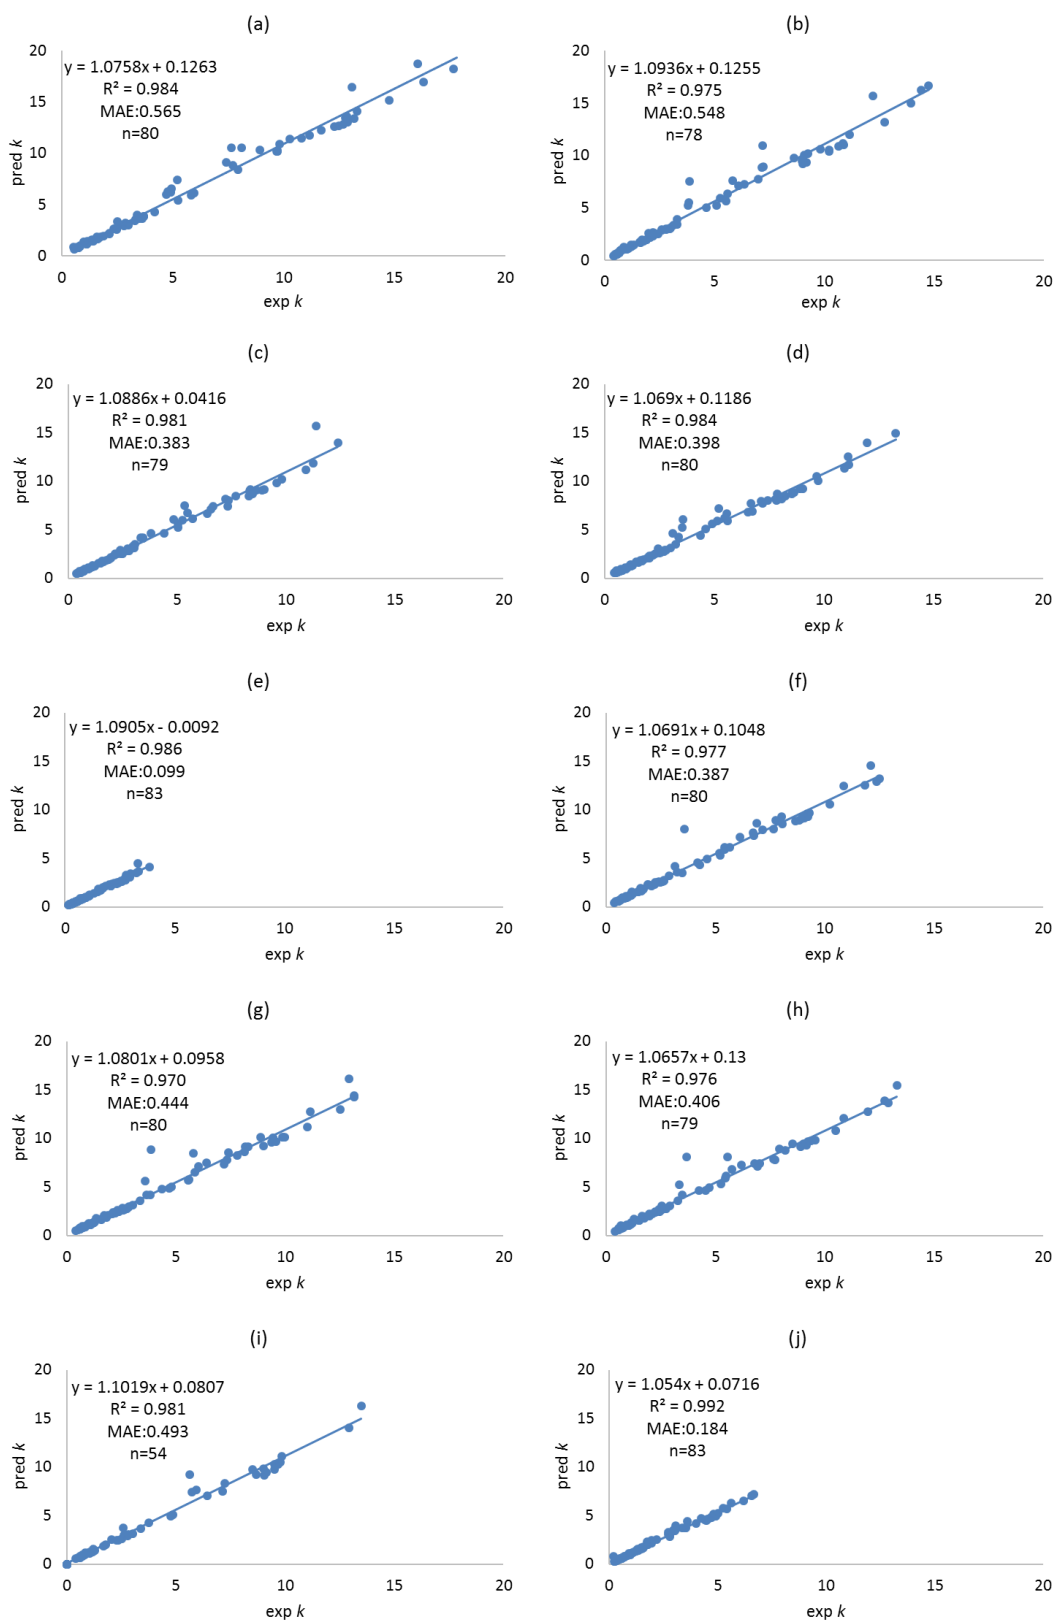 (a)
20
15
10
5
0
y = 1.0758x + 0.1263
R² = 0.984
MAE:0.565
n=80
pred k
0 5 10 15 20
exp k
(b)
20
15
10
5
0
y = 1.0936x + 0.1255
R² = 0.975
MAE:0.548
n=78
pred k
0 5 10 15 20
exp k
(c)
20
15
10
5
0
y = 1.0886x + 0.0416
R² = 0.981
MAE:0.383
n=79
pred k
0 5 10 15 20
exp k
(d)
20
15
10
5
0
y = 1.069x + 0.1186
R² = 0.984
MAE:0.398
n=80
pred k
0 5 10 15 20
exp k
(e)
20
15
10
5
0
y = 1.0905x - 0.0092
R² = 0.986
MAE:0.099
n=83
pred k
0 5 10 15 20
exp k
(f)
20
15
10
5
0
y = 1.0691x + 0.1048
R² = 0.977
MAE:0.387
n=80
pred k
0 5 10 15 20
exp k
(g)
20
15
10
5
0
y = 1.0801x + 0.0958
R² = 0.970
MAE:0.444
n=80
pred k
0 5 10 15 20
exp k
(h)
20
15
10
5
0
y = 1.0657x + 0.13
R² = 0.976
MAE:0.406
n=79
pred k
0 5 10 15 20
exp k
(i)
20
15
10
5
0
y = 1.1019x + 0.0807
R² = 0.981
MAE:0.493
n=54
pred k
0 5 10 15 20
exp k
(j)
20
15
10
5
0
y = 1.054x + 0.0716
R² = 0.992
MAE:0.184
n=83
pred k
0 5 10 15 20
exp k